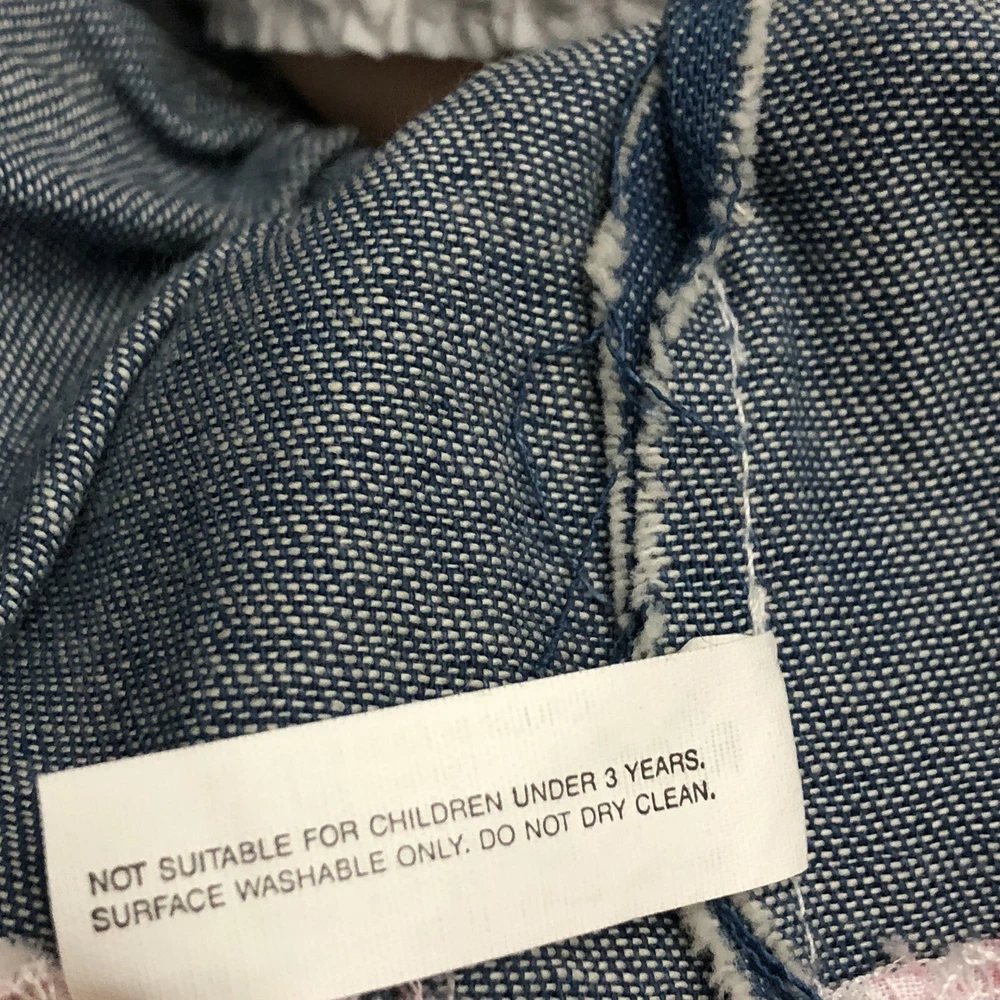 NOT SUITABLE FOR CHILDREN UNDER 3 YEARS.
SURFACE WASHABLE ONLY. DO NOT DRY CLEAN.